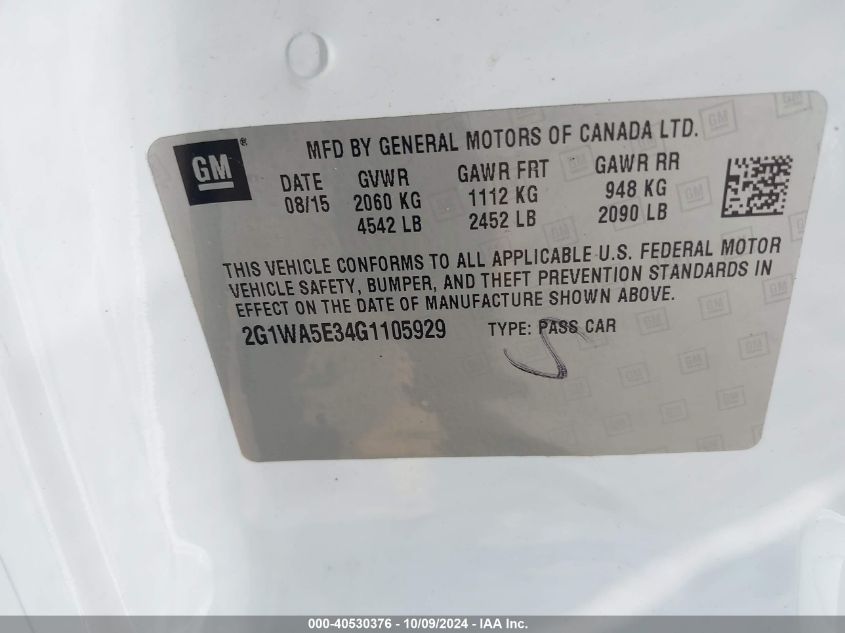 GM ®
MFD BY GENERAL MOTORS OF CANADA LTD.
DATE GVWR GAWR FRT GAWR RR
08/15 2060 KG 1112 KG 948 KG
4542 LB 2452 LB 2090 LB
THIS VEHICLE CONFORMS TO ALL APPLICABLE U.S. FEDERAL MOTOR
VEHICLE SAFETY, BUMPER, AND THEFT PREVENTION STANDARDS IN
EFFECT ON THE DATE OF MANUFACTURE SHOWN ABOVE.
2G1WA5E34G1105929 TYPE: PASS CAR
000-40530376 - 10/09/2024 - IAA Inc.